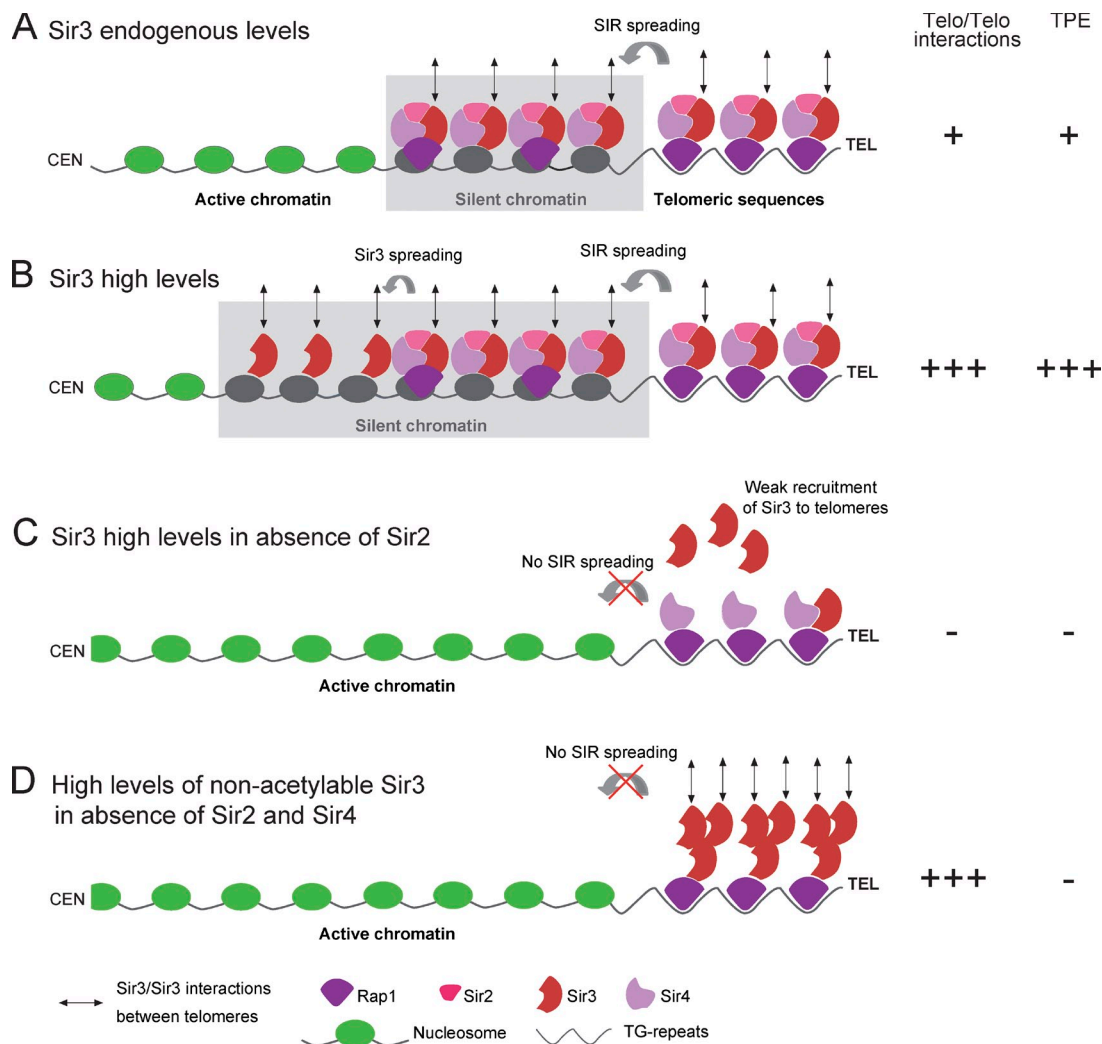 A Sir3 endogenous levels
SIR spreading
Telo/Telo
interactions
TPE
CEN
TEL
+
+
Active chromatin
Silent chromatin
Telomeric sequences
B Sir3 high levels
Sir3 spreading
SIR spreading
CEN
TEL
+++
+++
Silent chromatin
C Sir3 high levels in absence of Sir2
Weak recruitment
of Sir3 to telomeres
No SIR spreading
CEN
TEL
-
-
Active chromatin
D High levels of non-acetylable Sir3
in absence of Sir2 and Sir4
No SIR spreading
CEN
TEL
+++
-
Active chromatin
Sir3/Sir3 interactions
between telomeres
Rap1
Sir2
Sir3
Sir4
Nucleosome
TG-repeats